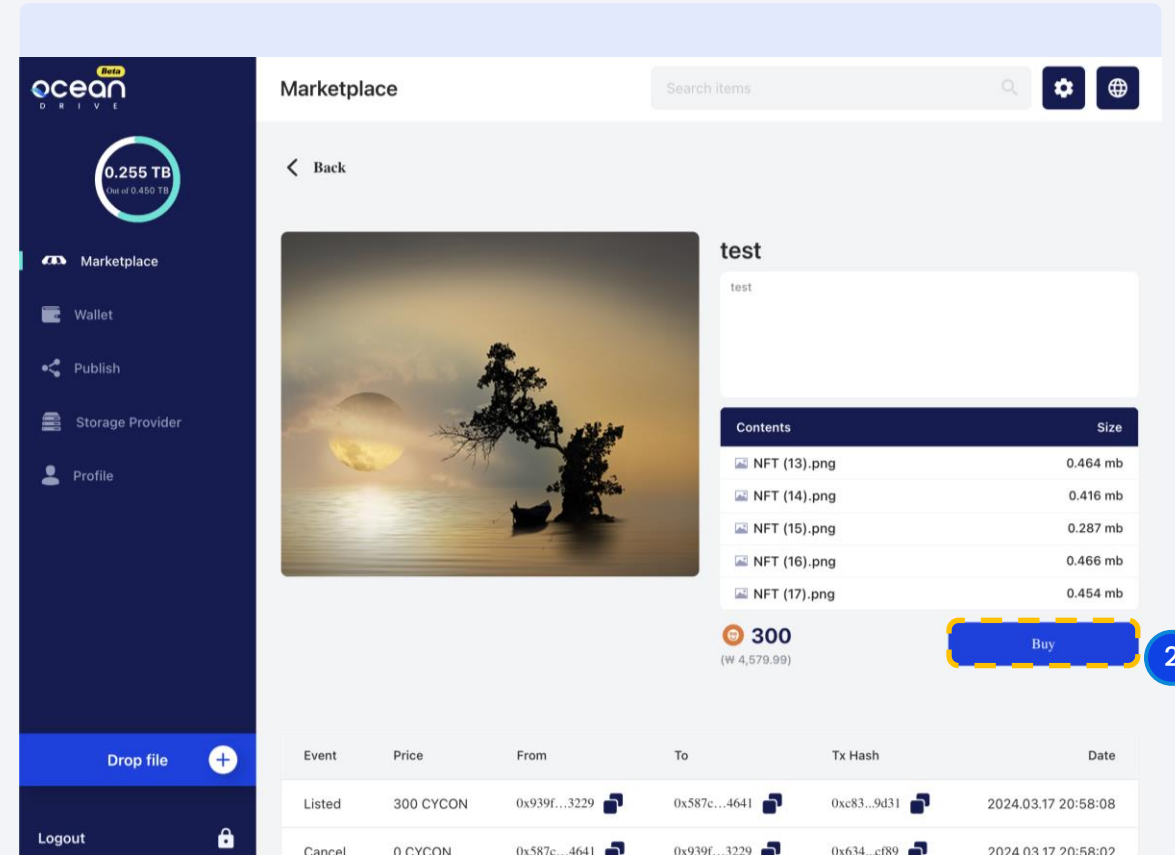 Beta
ocean
DRIVE
Marketplace
Search items
0.255 TB
Out of 0.450 TB
Back
Marketplace
Wallet
Publish
Storage Provider
Profile
test
test
Contents Size
NFT (13).png 0.464 mb
NFT (14).png 0.416 mb
NFT (15).png 0.287 mb
NFT (16).png 0.466 mb
NFT (17).png 0.454 mb
300
(₩ 4,579.99)
Buy
2
Drop file
Logout
Event Price From To Tx Hash Date
Listed 300 CYCON 0x939f…3229 0x587c…4641 0xc83...9d31 2024.03.17 20:58:08
Cancel 0 CYCON 0x587c…4641 0x939f…3229 0x634...cf89 2024.03.17 20:58:02